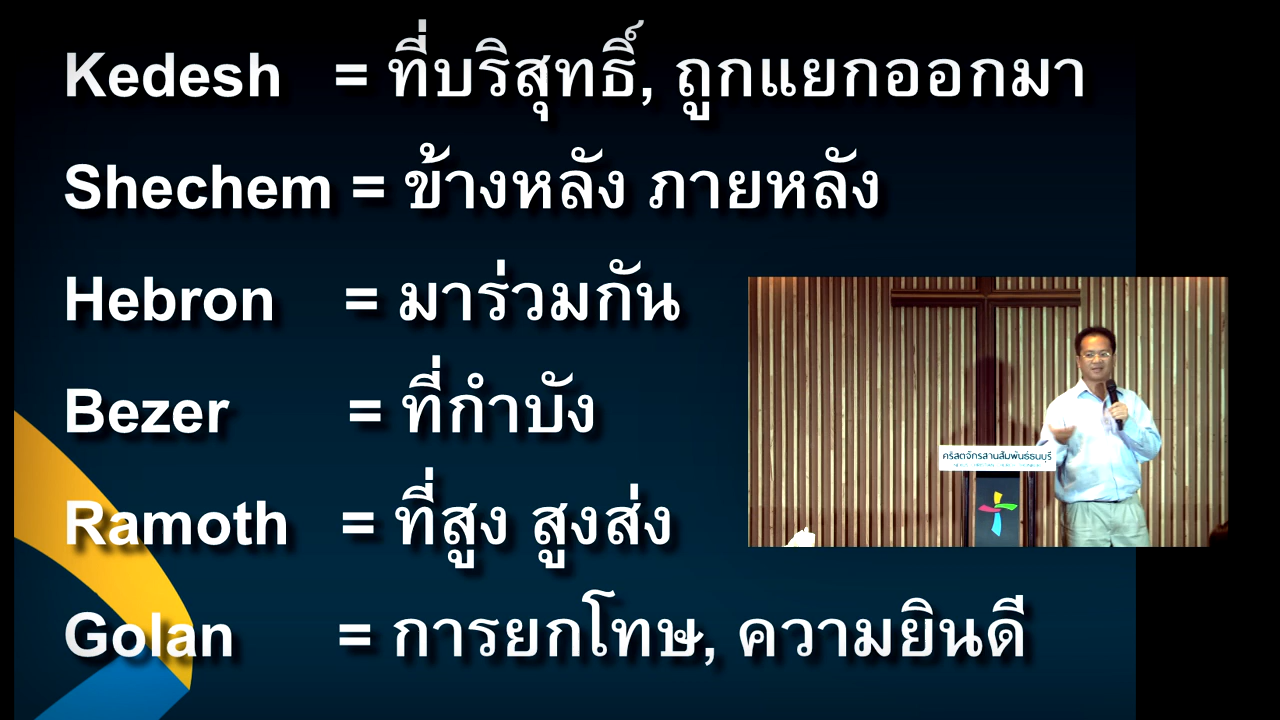 Kedesh = ที่บริสุทธิ์, ถูกแยกออกมา
Shechem = ข้างหลัง ภายหลัง
Hebron = มาร่วมกัน
Bezer = ที่กำบัง
Ramoth = ที่สูง สูงส่ง
Golan = การยกโทษ, ความยินดี
คริสตจักรสานสัมพันธ์ธนบุรี